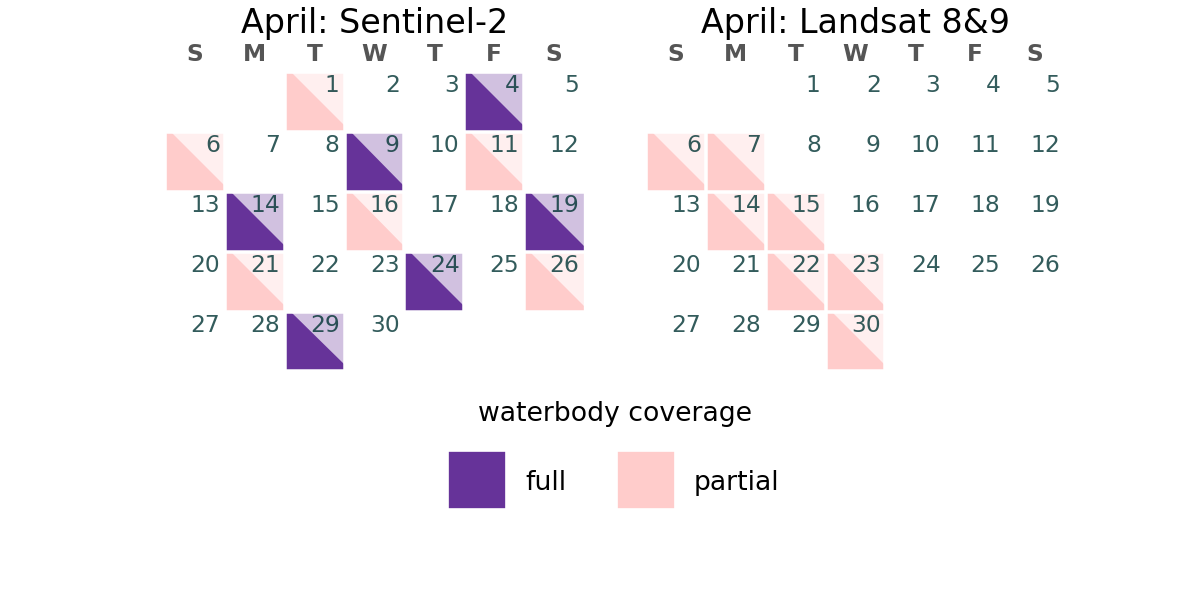 April: Sentinel-2
S M T W T F S
1 2 3 4 5
6 7 8 9 10 11 12
13 14 15 16 17 18 19
20 21 22 23 24 25 26
27 28 29 30
April: Landsat 8&9
S M T W T F S
1 2 3 4 5
6 7 8 9 10 11 12
13 14 15 16 17 18 19
20 21 22 23 24 25 26
27 28 29 30
waterbody coverage
full
partial